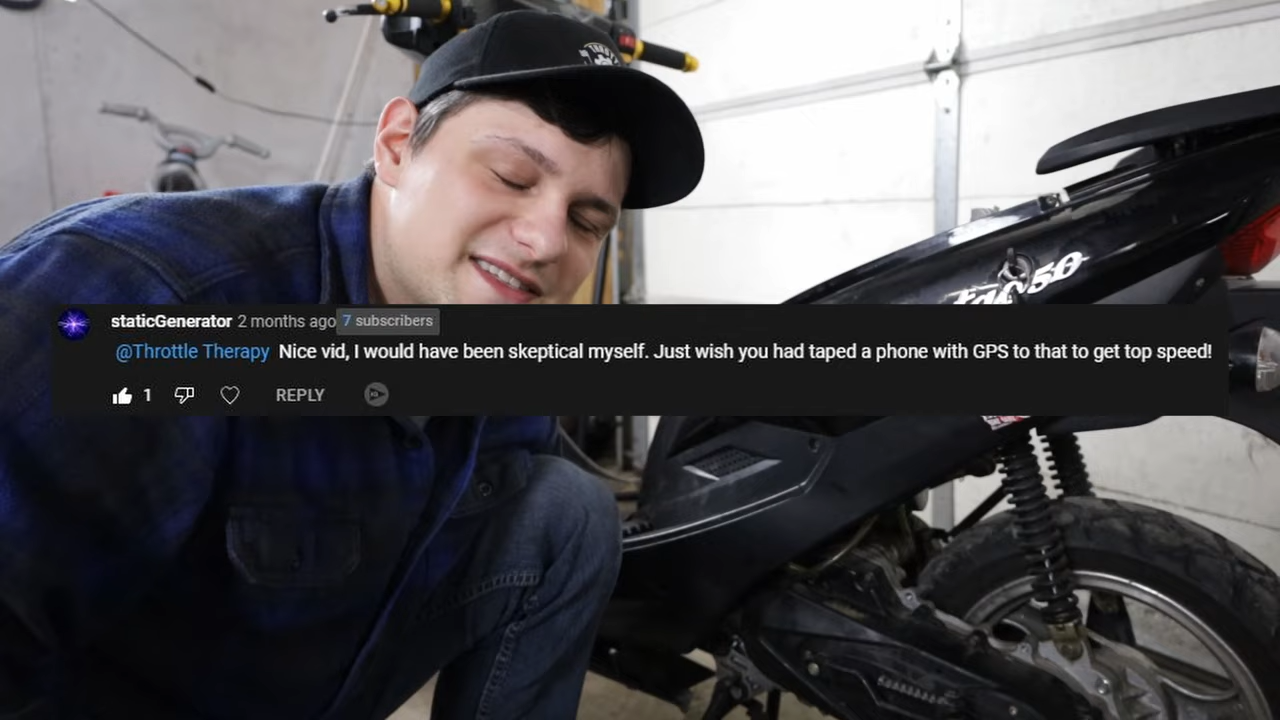 50
staticGenerator 2 months ago 7 subscribers
@Throttle Therapy Nice vid, I would have been skeptical myself. Just wish you had taped a phone with GPS to that to get top speed!
1 REPLY